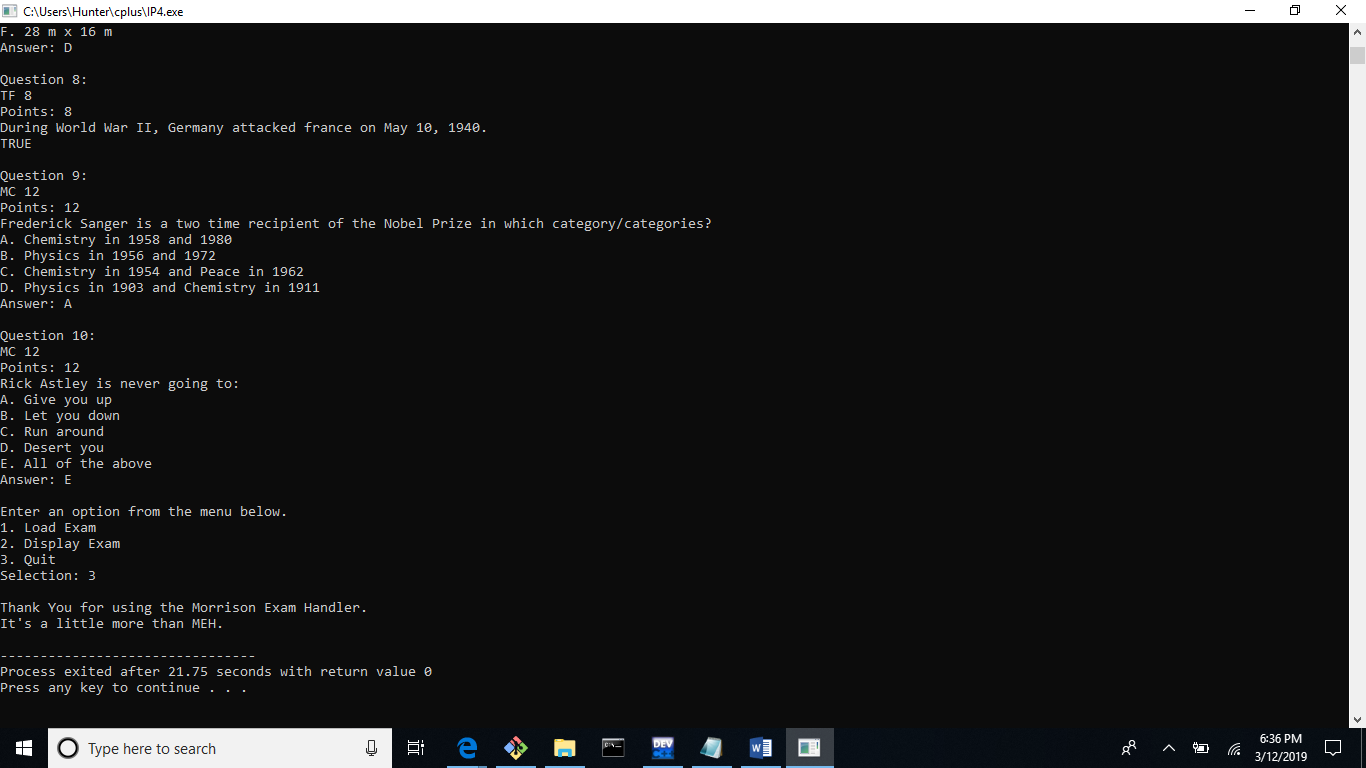 C:\Users\Hunter\cplus\IP4.exe
F. 28 m x 16 m
Answer: D
Question 8:
TF 8
Points: 8
During World War II, Germany attacked france on May 10, 1940.
TRUE
Question 9:
MC 12
Points: 12
Frederick Sanger is a two time recipient of the Nobel Prize in which category/categories?
A. Chemistry in 1958 and 1980
B. Physics in 1956 and 1972
C. Chemistry in 1954 and Peace in 1962
D. Physics in 1903 and Chemistry in 1911
Answer: A
Question 10:
MC 12
Points: 12
Rick Astley is never going to:
A. Give you up
B. Let you down
C. Run around
D. Desert you
E. All of the above
Answer: E
Enter an option from the menu below.
1. Load Exam
2. Display Exam
3. Quit
Selection: 3
Thank You for using the Morrison Exam Handler.
It's a little more than MEH.
--------------------------------
Process exited after 21.75 seconds with return value 0
Press any key to continue . . .
Type here to search
DEV
6:36 PM
3/12/2019